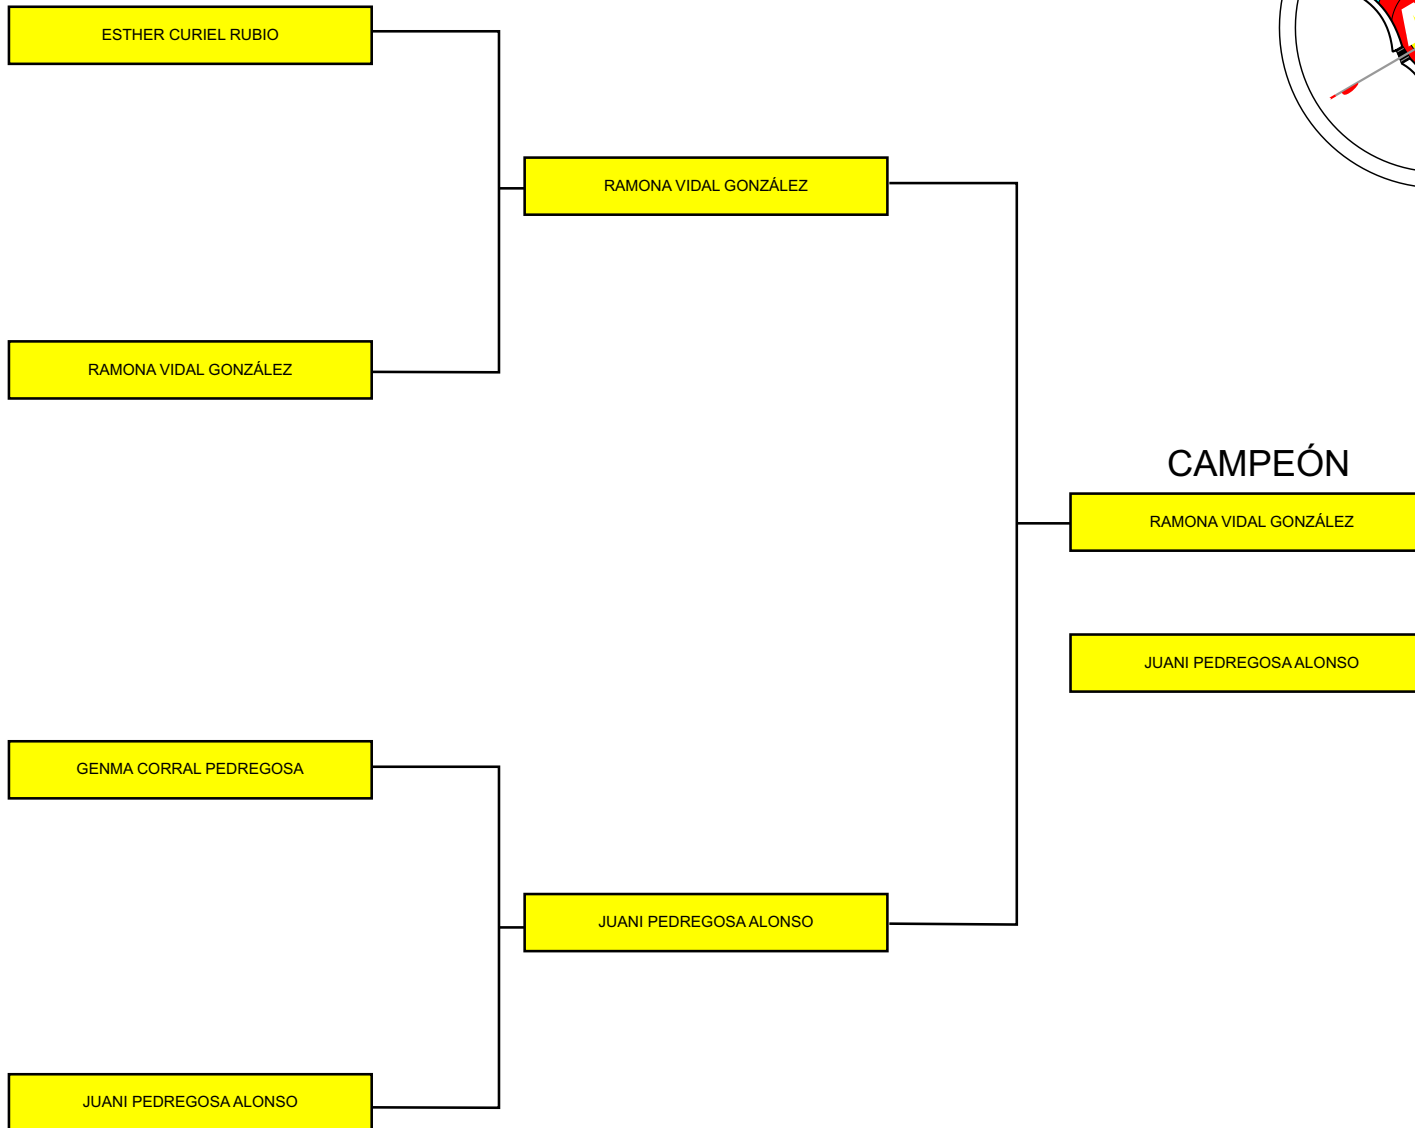 ESTHER CURIEL RUBIO
RAMONA VIDAL GONZÁLEZ
RAMONA VIDAL GONZÁLEZ
CAMPEÓN
RAMONA VIDAL GONZÁLEZ
JUANI PEDREGOSA ALONSO
GENMA CORRAL PEDREGOSA
JUANI PEDREGOSA ALONSO
JUANI PEDREGOSA ALONSO